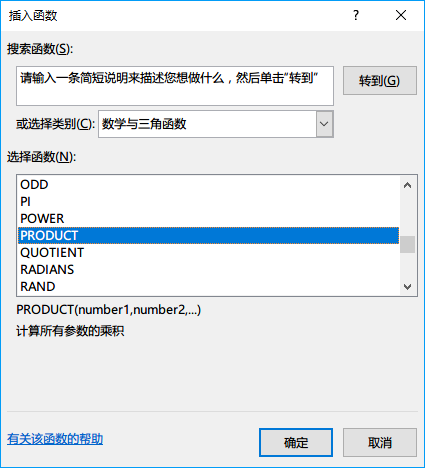 插入函数
?
搜索函数(S):
请输入一条简短说明来描述您想做什么，然后单击“转到”
转到(G)
或选择类别(C): 数学与三角函数
选择函数(N):
ODD
PI
POWER
PRODUCT
QUOTIENT
RADIANS
RAND
PRODUCT(number1,number2,...)
计算所有参数的乘积
有关该函数的帮助
确定
取消